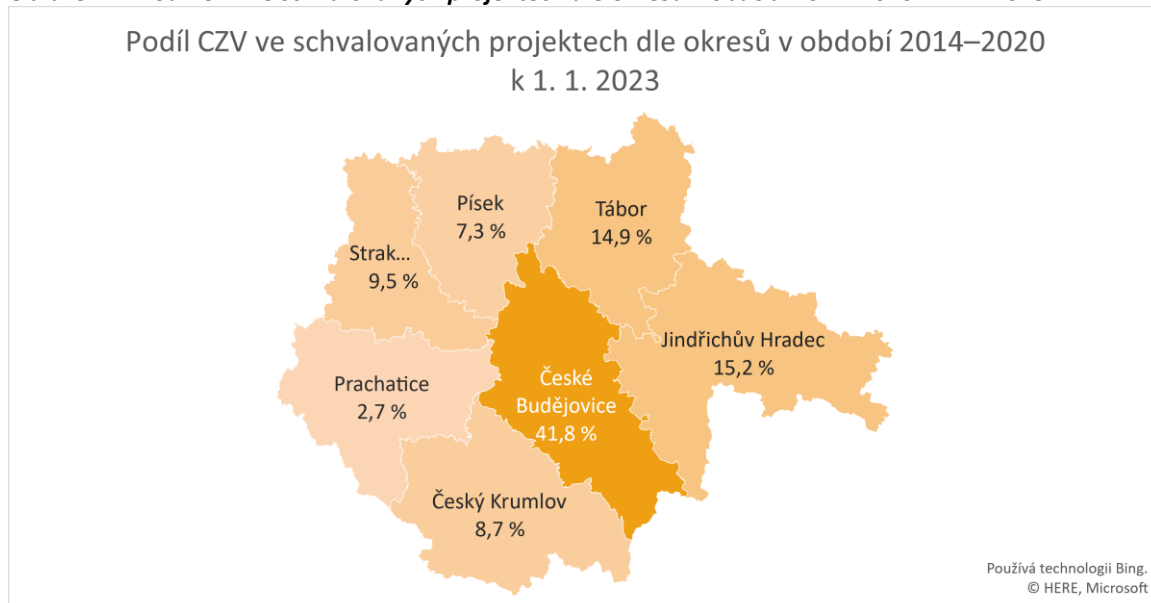 Podíl CZV ve schvalovaných projektech dle okresů v období 2014–2020
k 1. 1. 2023
Písek
7,3 %
Tábor
14,9 %
Strak...
9,5 %
Jindřichův Hradec
15,2 %
Prachatice
2,7 %
České
Budějovice
41,8 %
Český Krumlov
8,7 %
Používá technologii Bing.
© HERE, Microsoft